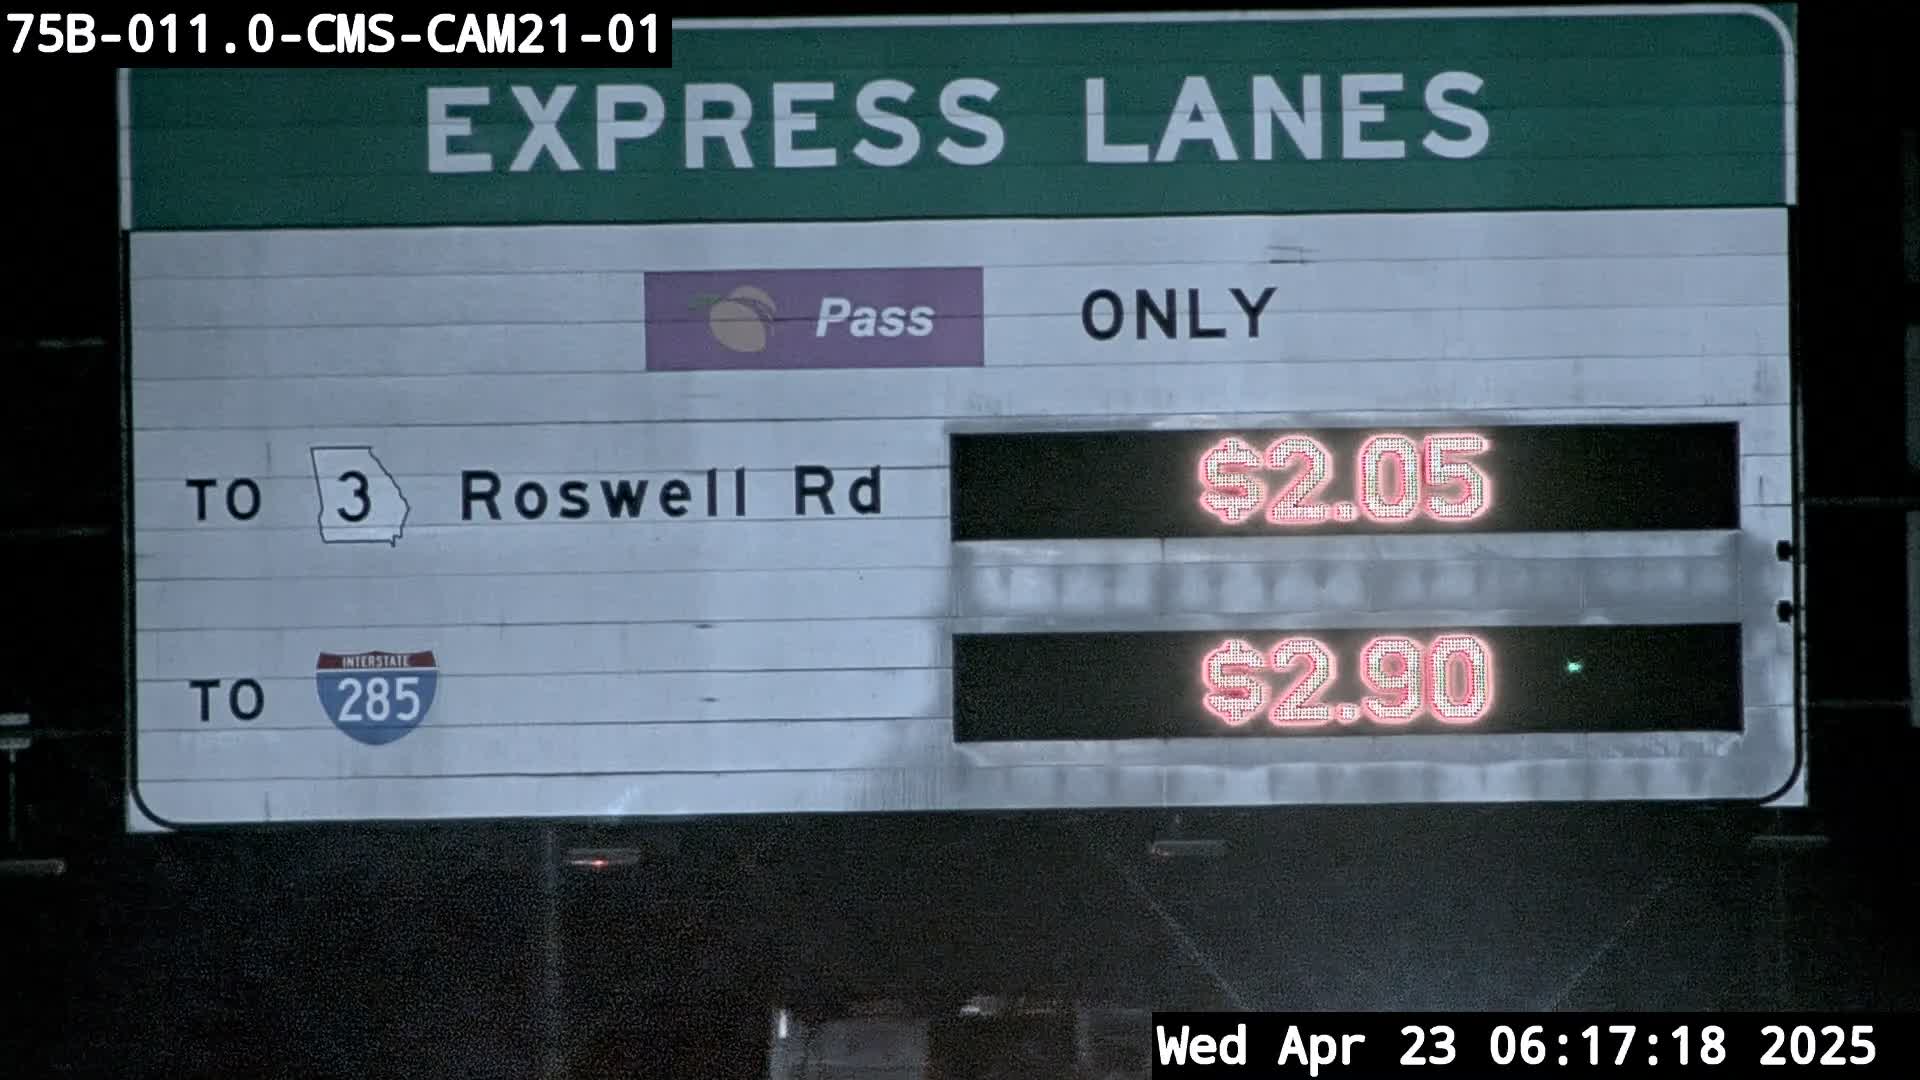 75B-011.0-CMS-CAM21-01
EXPRESS LANES
Pass ONLY
TO 3 Roswell Rd $2.05
TO INTERSTATE 285 $2.90
Wed Apr 23 06:17:18 2025